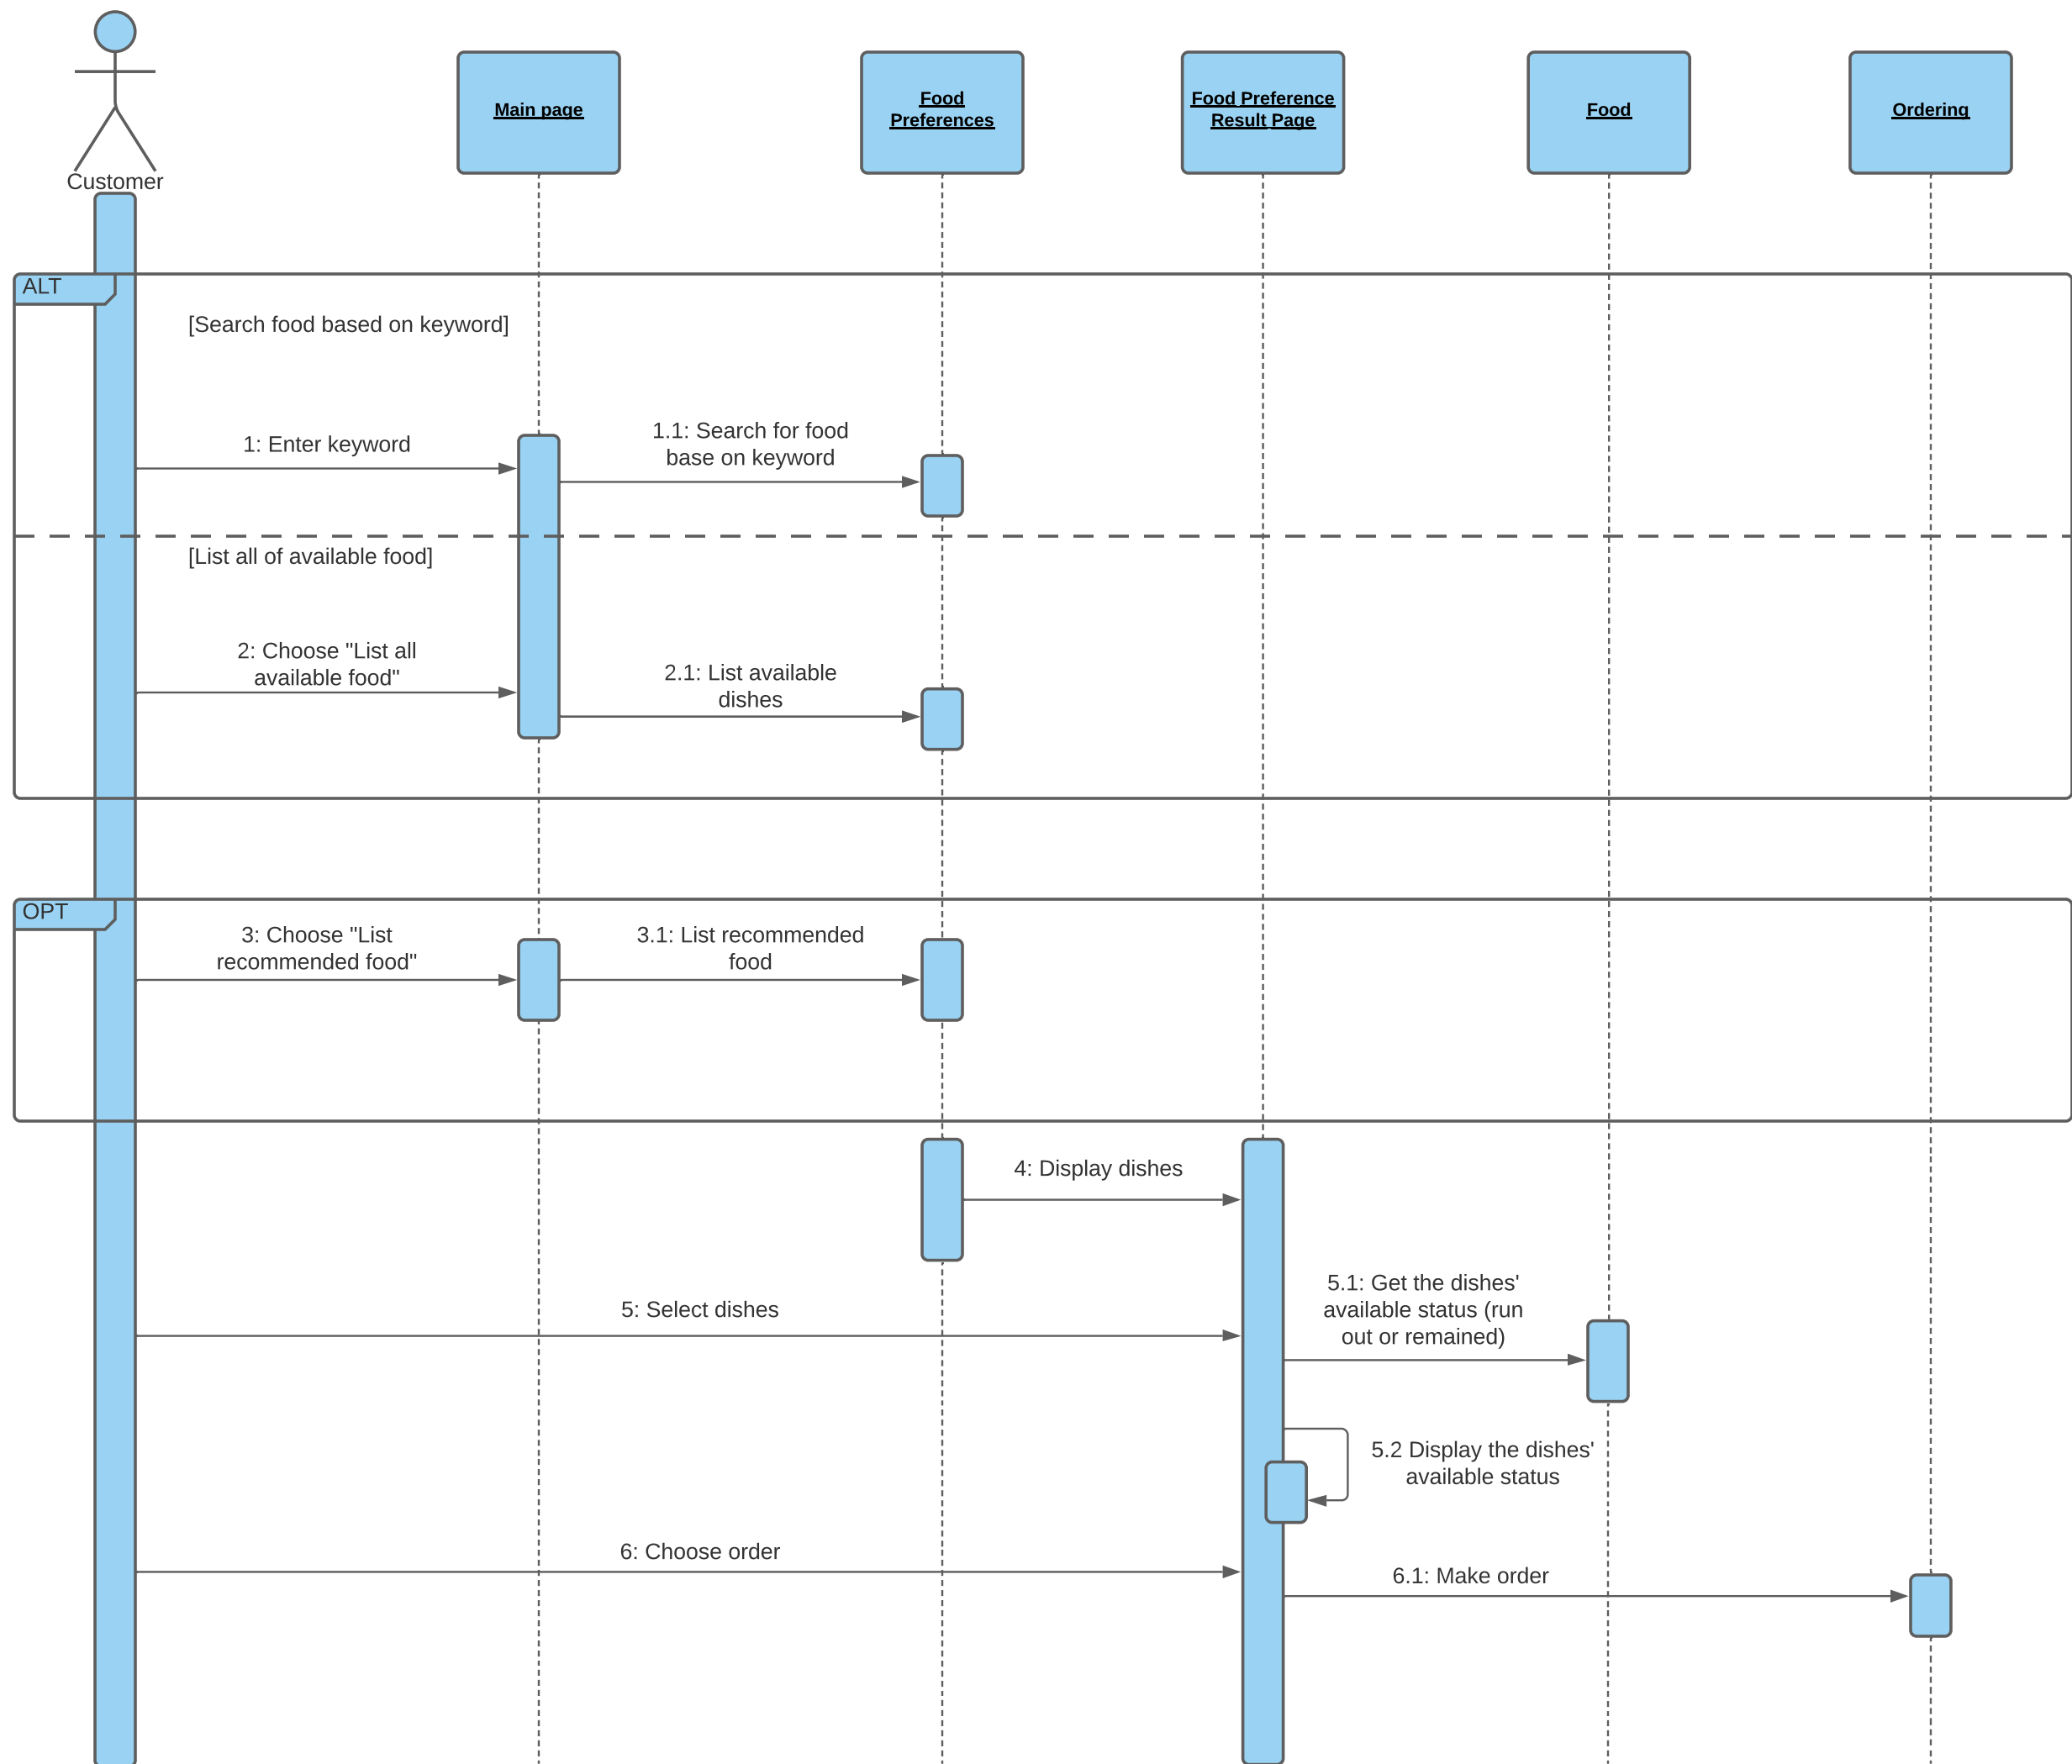 Customer
Main page
Food
Preferences
Food Preference
Result Page
Food
Ordering
ALT
[Search food based on keyword]
1: Enter keyword
1.1: Search for food
base on keyword
[List all of available food]
2: Choose "List all
available food"
2.1: List available
dishes
OPT
3: Choose "List
recommended food"
3.1: List recommended
food
4: Display dishes
5: Select dishes
5.1: Get the dishes'
available status (run
out or remained)
5.2 Display the dishes'
available status
6: Choose order
6.1: Make order